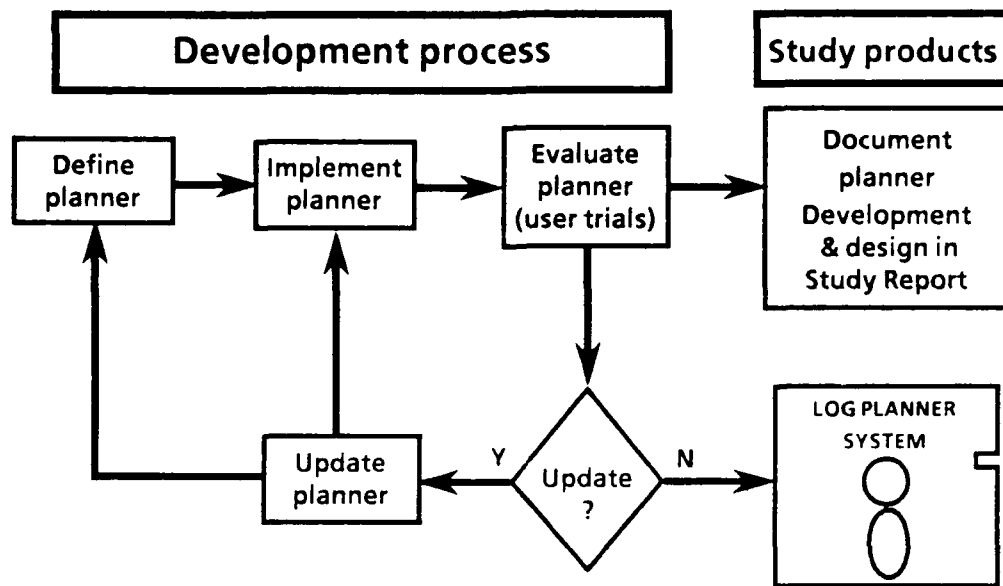 Development process
Study products
Define
planner
Implement
planner
Evaluate
planner
(user trials)
Document
planner
Development
& design in
Study Report
Update
planner
Y
Update
?
N
LOG PLANNER
SYSTEM